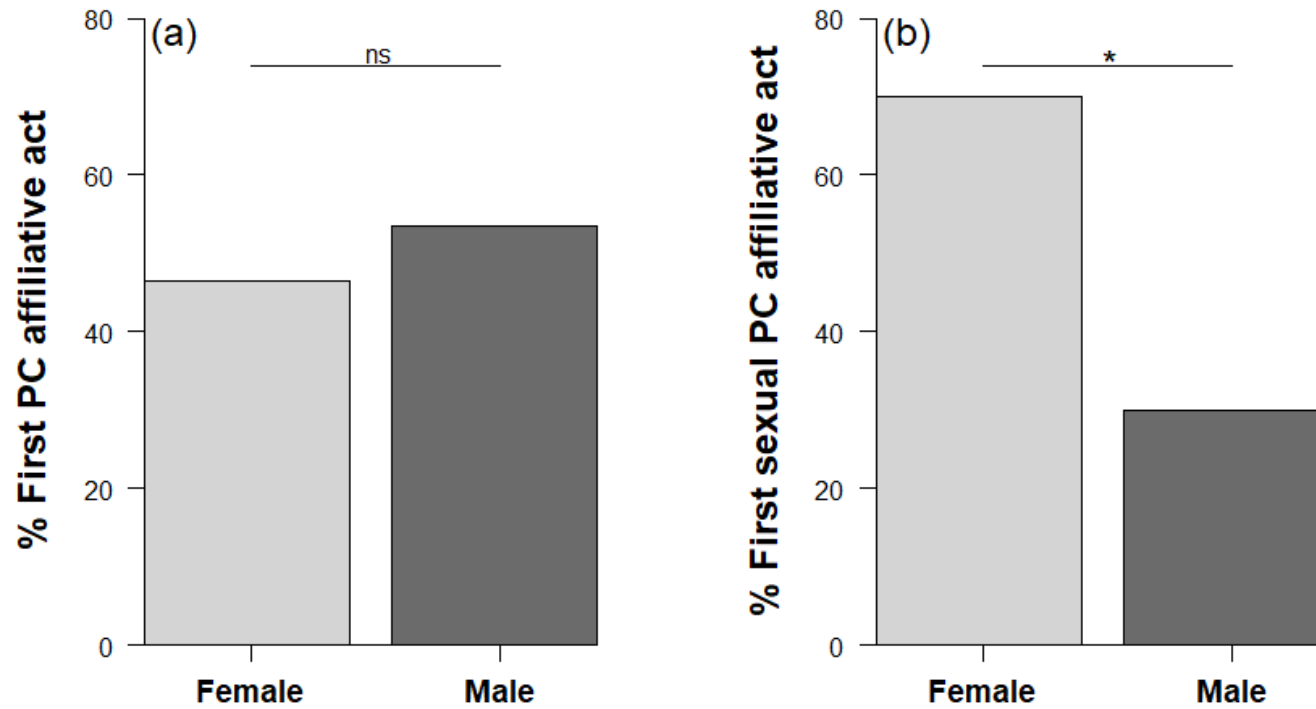 (a)
ns
% First PC affiliative act
80
60
40
20
0
Female Male
(b)
*
% First sexual PC affiliative act
80
60
40
20
0
Female Male